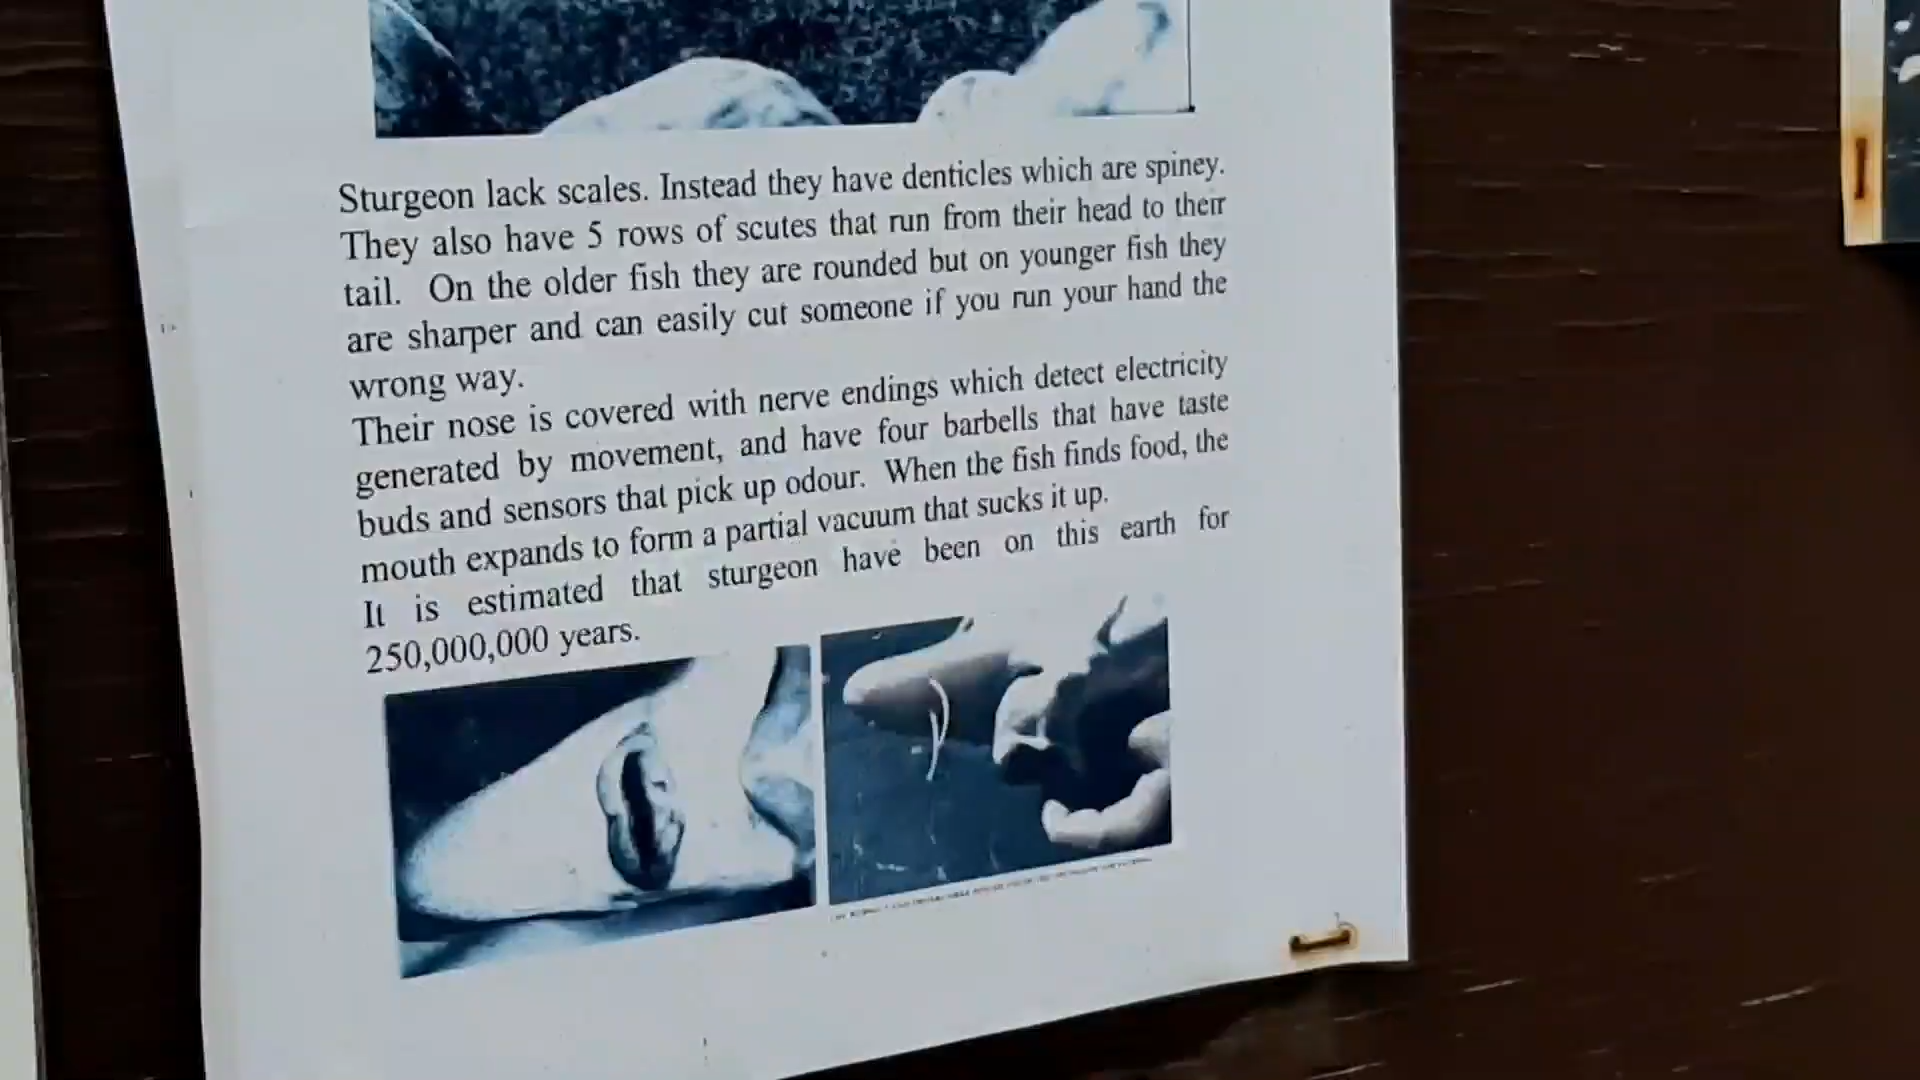 Sturgeon lack scales. Instead they have denticles which are spiney.
They also have 5 rows of scutes that run from their head to their
tail. On the older fish they are rounded but on younger fish they
are sharper and can easily cut someone if you run your hand the
wrong way.
Their nose is covered with nerve endings which detect electricity
generated by movement, and have four barbells that have taste
buds and sensors that pick up odour. When the fish finds food, the
mouth expands to form a partial vacuum that sucks it up.
It is estimated that sturgeon have been on this earth for
250,000,000 years.